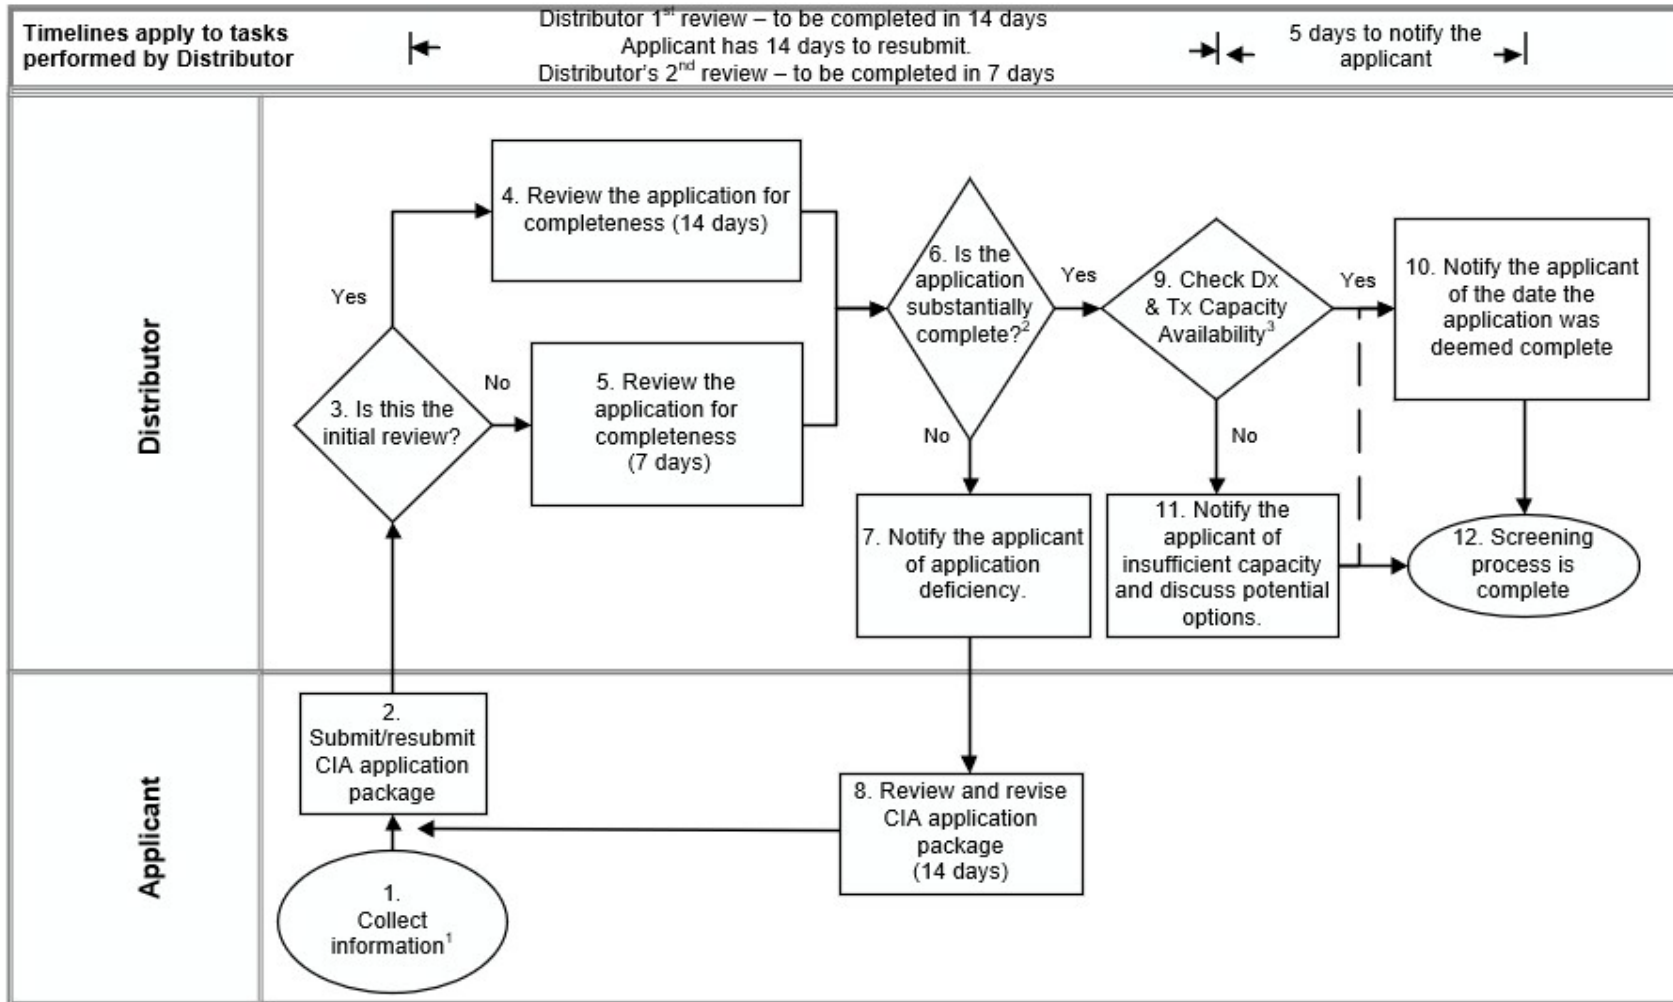 Timelines apply to tasks
performed by Distributor
Distributor 1st review – to be completed in 14 days
Applicant has 14 days to resubmit.
Distributor's 2nd review – to be completed in 7 days
5 days to notify the
applicant
Distributor
4. Review the application for
completeness (14 days)
Yes
3. Is this the
initial review?
No
5. Review the
application for
completeness
(7 days)
6. Is the
application
substantially
complete?2
Yes
No
9. Check Dx
& Tx Capacity
Availability3
Yes
No
10. Notify the applicant
of the date the
application was
deemed complete
7. Notify the applicant
of application
deficiency.
11. Notify the
applicant of
insufficient capacity
and discuss potential
options.
12. Screening
process is
complete
Applicant
2.
Submit/resubmit
CIA application
package
8. Review and revise
CIA application
package
(14 days)
1.
Collect
information1